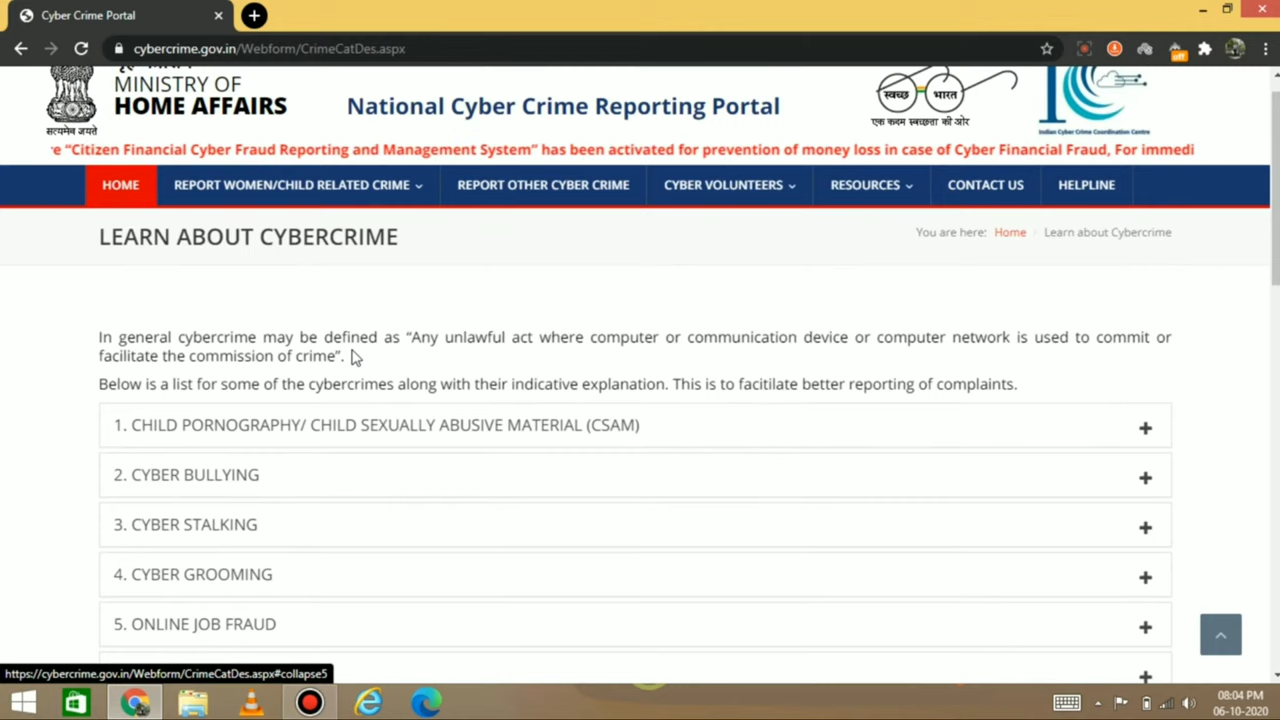 Cyber Crime Portal
cybercrime.gov.in/Webform/CrimeCatDes.aspx
off
MINISTRY OF
HOME AFFAIRS
सत्यमेव जयते
National Cyber Crime Reporting Portal
स्वच्छ भारत
एक कदम स्वच्छता की ओर
Indian Cyber Crime Coordination Centre
re “Citizen Financial Cyber Fraud Reporting and Management System” has been activated for prevention of money loss in case of Cyber Financial Fraud, For immedi
HOME REPORT WOMEN/CHILD RELATED CRIME REPORT OTHER CYBER CRIME CYBER VOLUNTEERS RESOURCES CONTACT US HELPLINE
LEARN ABOUT CYBERCRIME
You are here: Home / Learn about Cybercrime
In general cybercrime may be defined as “Any unlawful act where computer or communication device or computer network is used to commit or
facilitate the commission of crime”.
Below is a list for some of the cybercrimes along with their indicative explanation. This is to facitilate better reporting of complaints.
1. CHILD PORNOGRAPHY/ CHILD SEXUALLY ABUSIVE MATERIAL (CSAM)
2. CYBER BULLYING
3. CYBER STALKING
4. CYBER GROOMING
5. ONLINE JOB FRAUD
https://cybercrime.gov.in/Webform/CrimeCatDes.aspx#collapse5
08:04 PM
06-10-2020